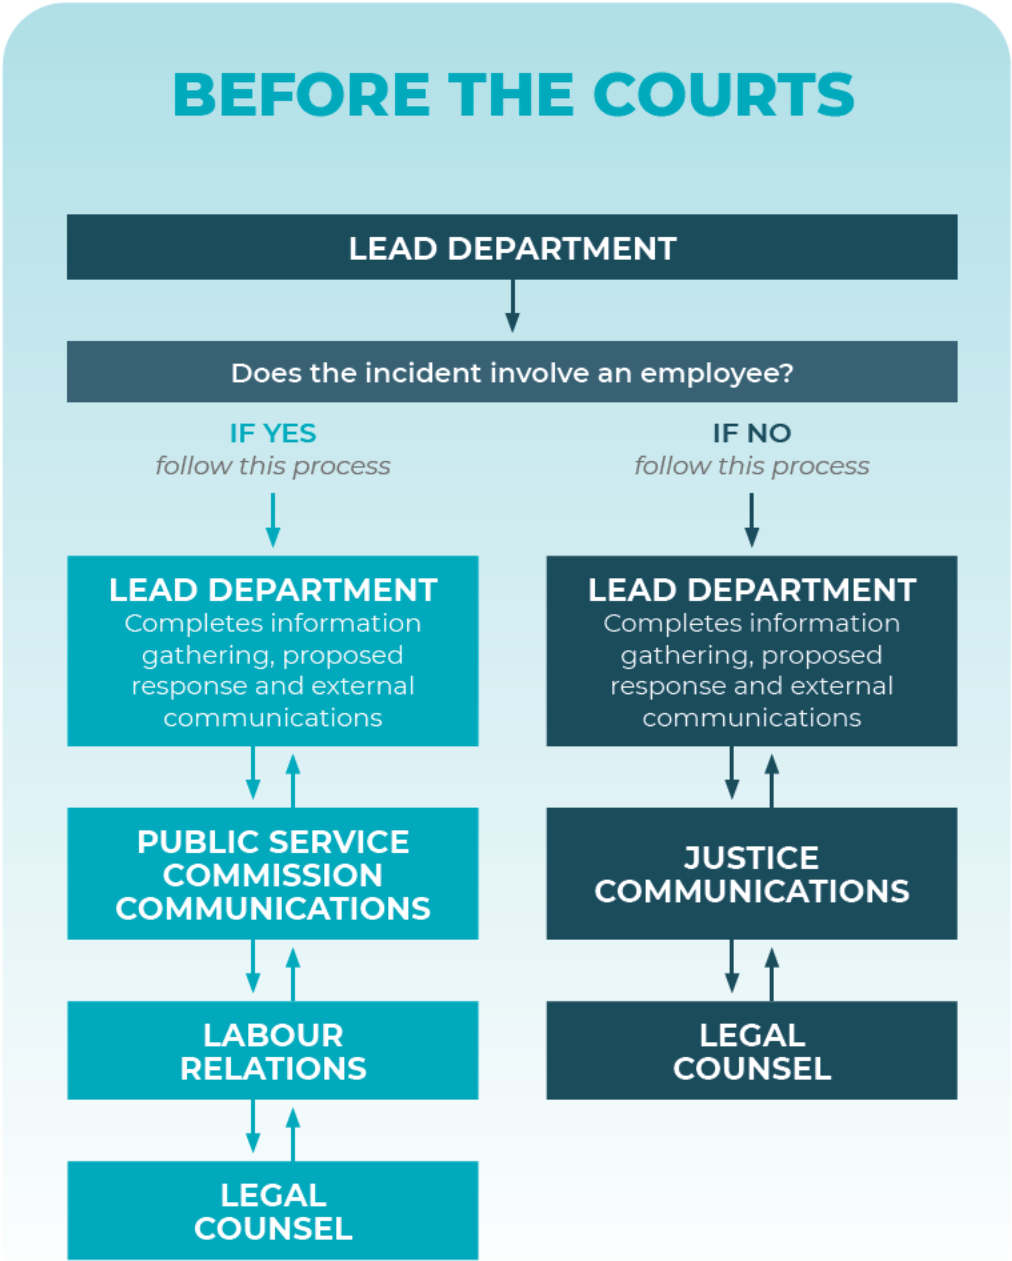 BEFORE THE COURTS
LEAD DEPARTMENT
Does the incident involve an employee?
IF YES
follow this process
LEAD DEPARTMENT
Completes information
gathering, proposed
response and external
communications
PUBLIC SERVICE
COMMISSION
COMMUNICATIONS
LABOUR
RELATIONS
LEGAL
COUNSEL
IF NO
follow this process
LEAD DEPARTMENT
Completes information
gathering, proposed
response and external
communications
JUSTICE
COMMUNICATIONS
LEGAL
COUNSEL